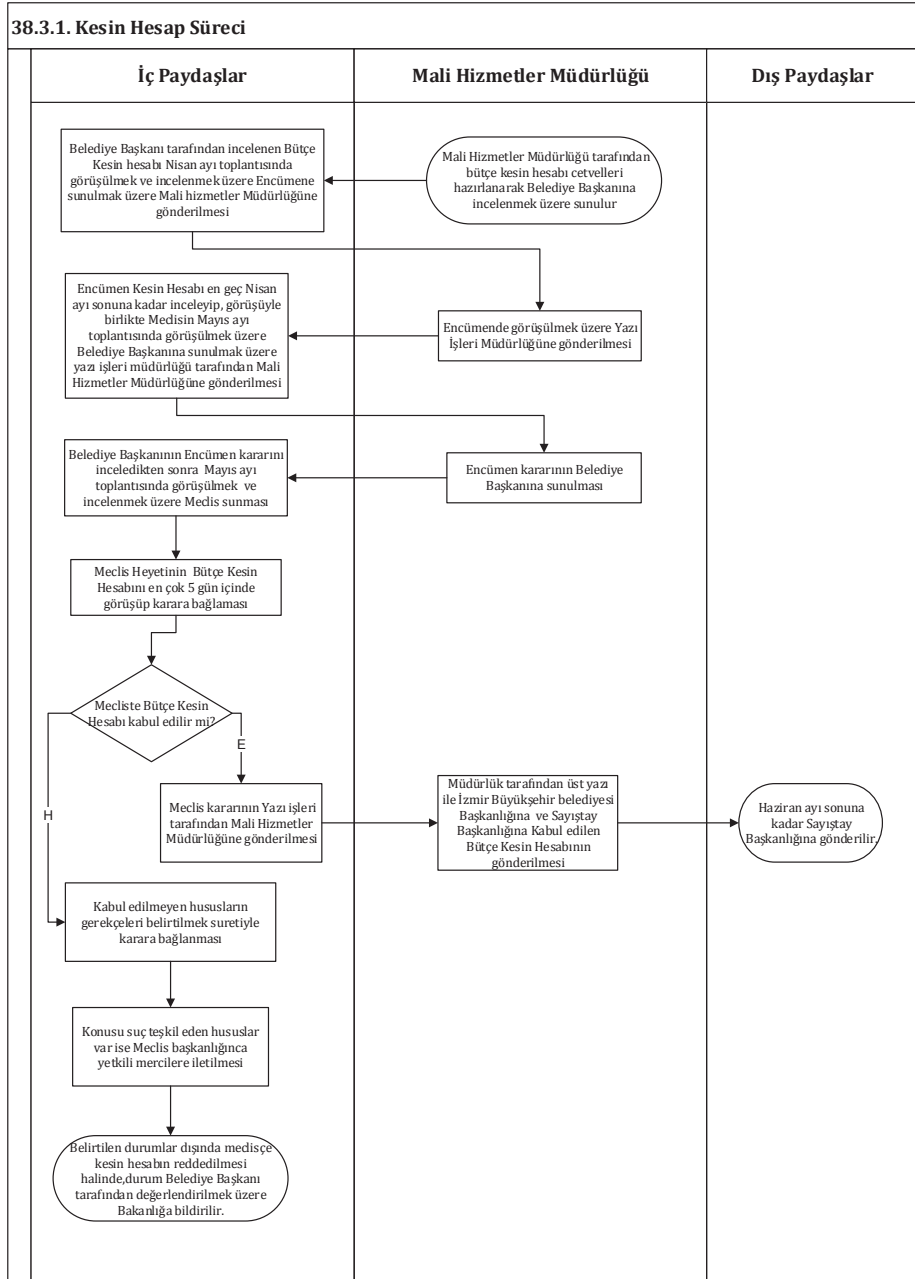 38.3.1. Kesin Hesap Süreci
İç Paydaşlar
Mali Hizmetler Müdürlüğü
Dış Paydaşlar
Mali Hizmetler Müdürlüğü tarafından
bütçe kesin hesabı cetvelleri
hazırlanarak Belediye Başkanına
incelenmek üzere sunulur
Belediye Başkanı tarafından incelenen Bütçe
Kesin hesabı Nisan ayı toplantısında
görüşülmek ve incelenmek üzere Encümene
sunulmak üzere Mali hizmetler Müdürlüğüne
gönderilmesi
Encümende görüşülmek üzere Yazı
İşleri Müdürlüğüne gönderilmesi
Encümen Kesin Hesabı en geç Nisan
ayı sonuna kadar inceleyip, görüşüyle
birlikte Meclisin Mayıs ayı
toplantısında görüşülmek üzere
Belediye Başkanına sunulmak üzere
yazı işleri müdürlüğü tarafından Mali
Hizmetler Müdürlüğüne gönderilmesi
Encümen kararının Belediye
Başkanına sunulması
Belediye Başkanının Encümen kararını
inceledikten sonra Mayıs ayı
toplantısında görüşülmek ve
incelenmek üzere Meclis sunması
Meclis Heyetinin Bütçe Kesin
Hesabını en çok 5 gün içinde
görüşüp karara bağlaması
Mecliste Bütçe Kesin
Hesabı kabul edilir mi?
E
H
Meclis kararının Yazı işleri
tarafından Mali Hizmetler
Müdürlüğüne gönderilmesi
Müdürlük tarafından üst yazı
ile İzmir Büyükşehir belediyesi
Başkanlığına ve Sayıştay
Başkanlığına Kabul edilen
Bütçe Kesin Hesabının
gönderilmesi
Haziran ayı sonuna
kadar Sayıştay
Başkanlığına gönderilir.
Kabul edilmeyen hususların
gerekçeleri belirtilmek suretiyle
karara bağlanması
Konusu suç teşkil eden hususlar
var ise Meclis başkanlığınca
yetkili mercilere iletilmesi
Belirtilen durumlar dışında meclisçe
kesin hesabın reddedilmesi
halinde,durum Belediye Başkanı
tarafından değerlendirilmek üzere
Bakanlığa bildirilir.